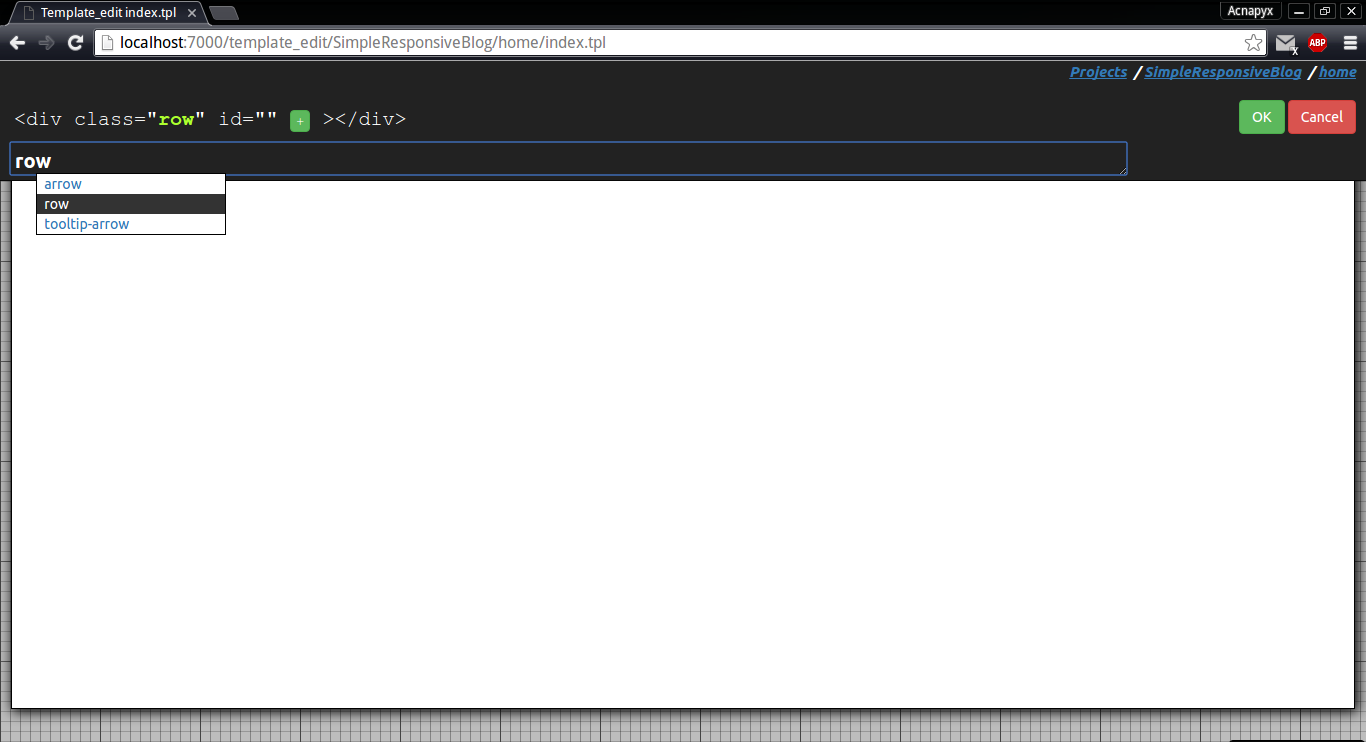 Template_edit index.tpl
Acnapyx
localhost:7000/template_edit/SimpleResponsiveBlog/home/index.tpl
x
ABP
Projects / SimpleResponsiveBlog / home
<div class="row" id="" + ></div>
OK Cancel
row
arrow
row
tooltip-arrow